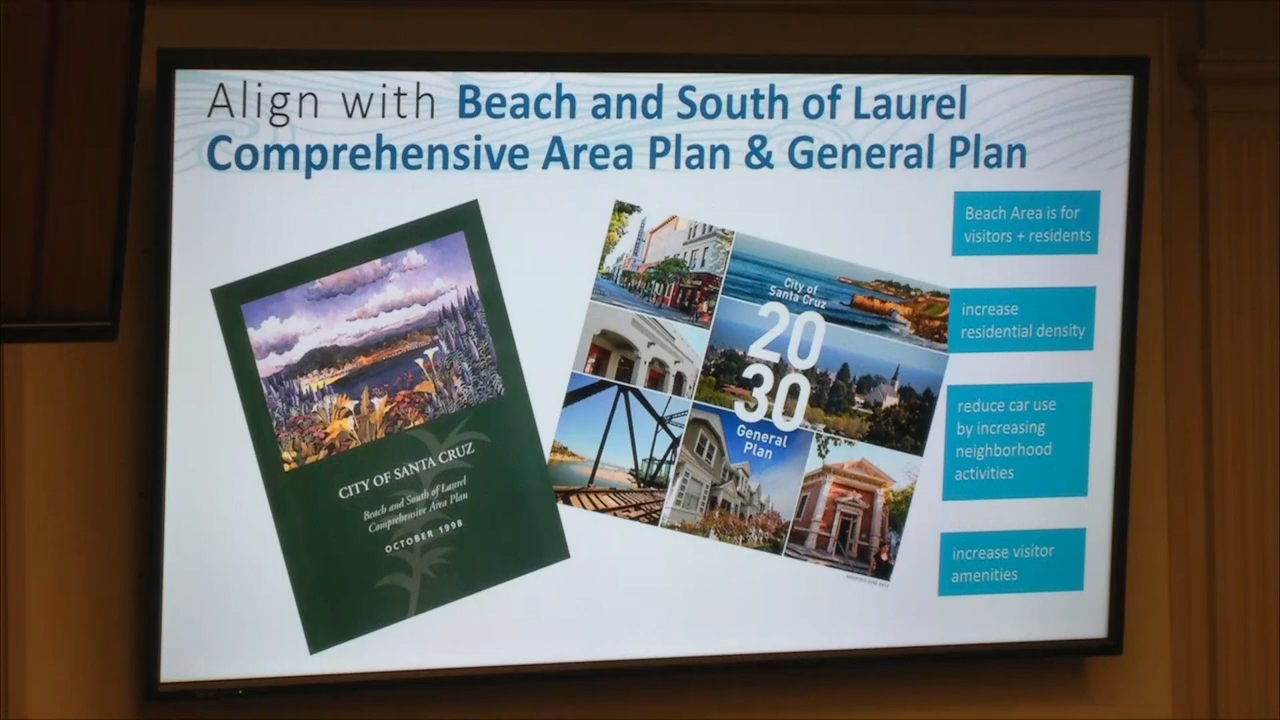 Align with Beach and South of Laurel
Comprehensive Area Plan & General Plan
CITY OF SANTA CRUZ
Beach and South of Laurel
Comprehensive Area Plan
OCTOBER 1998
City of
Santa Cruz
20
30
General
Plan
Beach Area is for
visitors + residents
increase
residential density
reduce car use
by increasing
neighborhood
activities
increase visitor
amenities